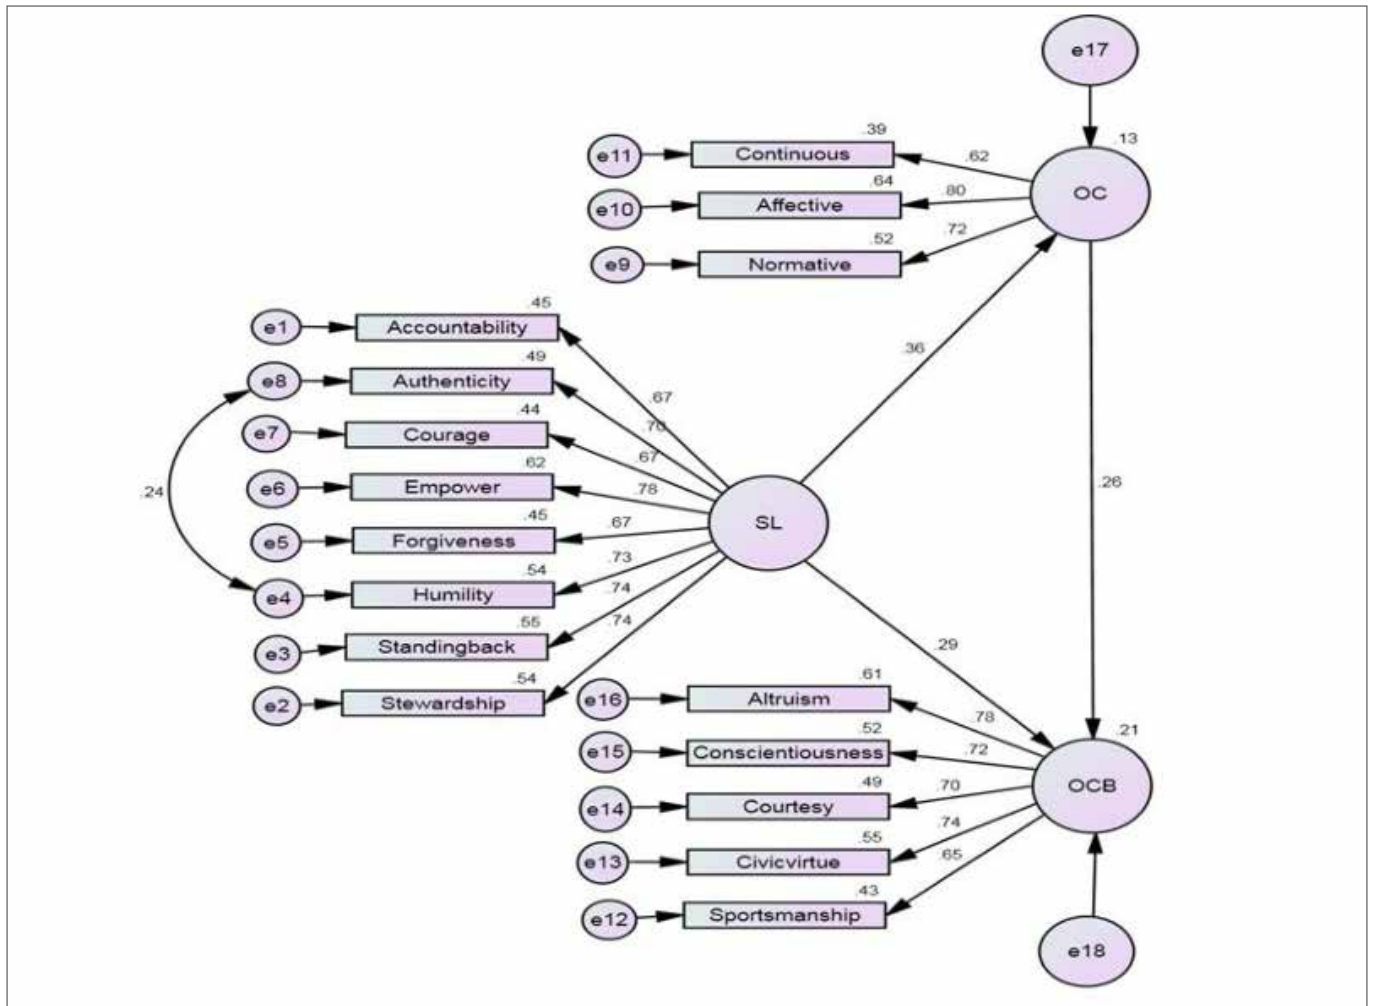 e17
.13
OC
.39
e11 Continuous .62
.64
e10 Affective .80
.52
e9 Normative .72
.36
.26
.45
e1 Accountability .67
.49
e8 Authenticity .70
.44
e7 Courage .67
.62
e6 Empower .78
.24
SL
.45
e5 Forgiveness .67
.54
e4 Humility .73
.55
e3 Standingback .74
.54
e2 Stewardship .74
.29
.61
e16 Altruism .78
.52
e15 Conscientiousness .72
.49
e14 Courtesy .70
.55
e13 Civicvirtue .74
.43
e12 Sportsmanship .65
.21
OCB
e18